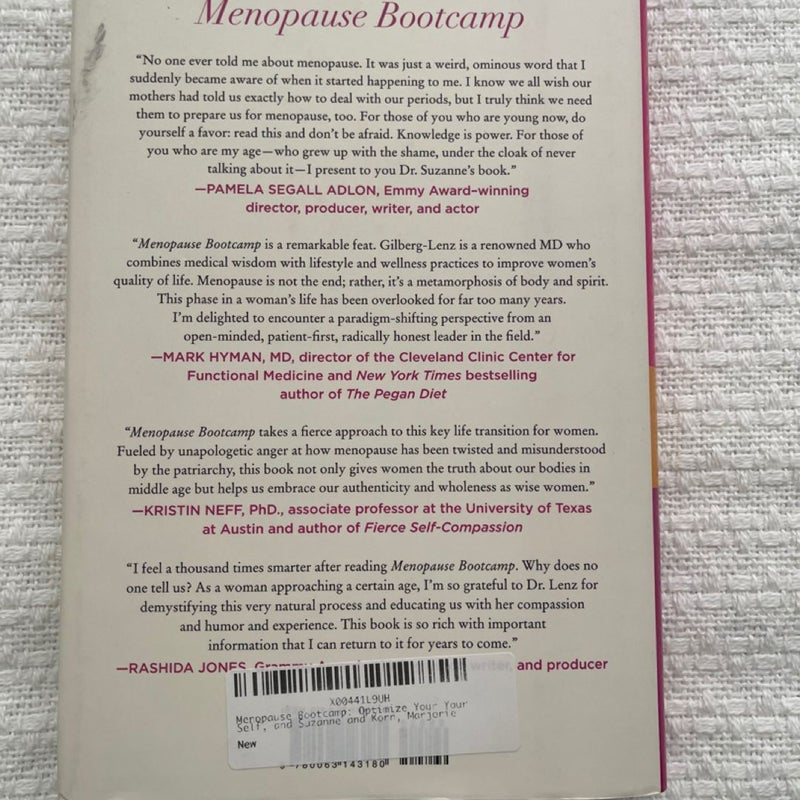 Menopause Bootcamp
“No one ever told me about menopause. It was just a weird, ominous word that I
suddenly became aware of when it started happening to me. I know we all wish our
mothers had told us exactly how to deal with our periods, but I truly think we need
them to prepare us for menopause, too. For those of you who are young now, do
yourself a favor: read this and don’t be afraid. Knowledge is power. For those of
you who are my age—who grew up with the shame, under the cloak of never
talking about it—I present to you Dr. Suzanne’s book.”
—PAMELA SEGALL ADLON, Emmy Award–winning
director, producer, writer, and actor
“Menopause Bootcamp is a remarkable feat. Gilberg-Lenz is a renowned MD who
combines medical wisdom with lifestyle and wellness practices to improve women’s
quality of life. Menopause is not the end; rather, it’s a metamorphosis of body and spirit.
This phase in a woman’s life has been overlooked for far too many years.
I’m delighted to encounter a paradigm-shifting perspective from an
open-minded, patient-first, radically honest leader in the field.”
—MARK HYMAN, MD, director of the Cleveland Clinic Center for
Functional Medicine and New York Times bestselling
author of The Pegan Diet
“Menopause Bootcamp takes a fierce approach to this key life transition for women.
Fueled by unapologetic anger at how menopause has been twisted and misunderstood
by the patriarchy, this book not only gives women the truth about our bodies in
middle age but helps us embrace our authenticity and wholeness as wise women.”
—KRISTIN NEFF, PhD., associate professor at the University of Texas
at Austin and author of Fierce Self-Compassion
“I feel a thousand times smarter after reading Menopause Bootcamp. Why does no
one tell us? As a woman approaching a certain age, I’m so grateful to Dr. Lenz for
demystifying this very natural process and educating us with her compassion
and humor and experience. This book is so rich with important
information that I can return to it for years to come.”
—RASHIDA JONES, Grammy writer, and producer
X00441L9UH
Menopause Bootcamp: Optimize Your Your
Self, and Suzanne and Korn, Marjorie
New
9 780063 143180